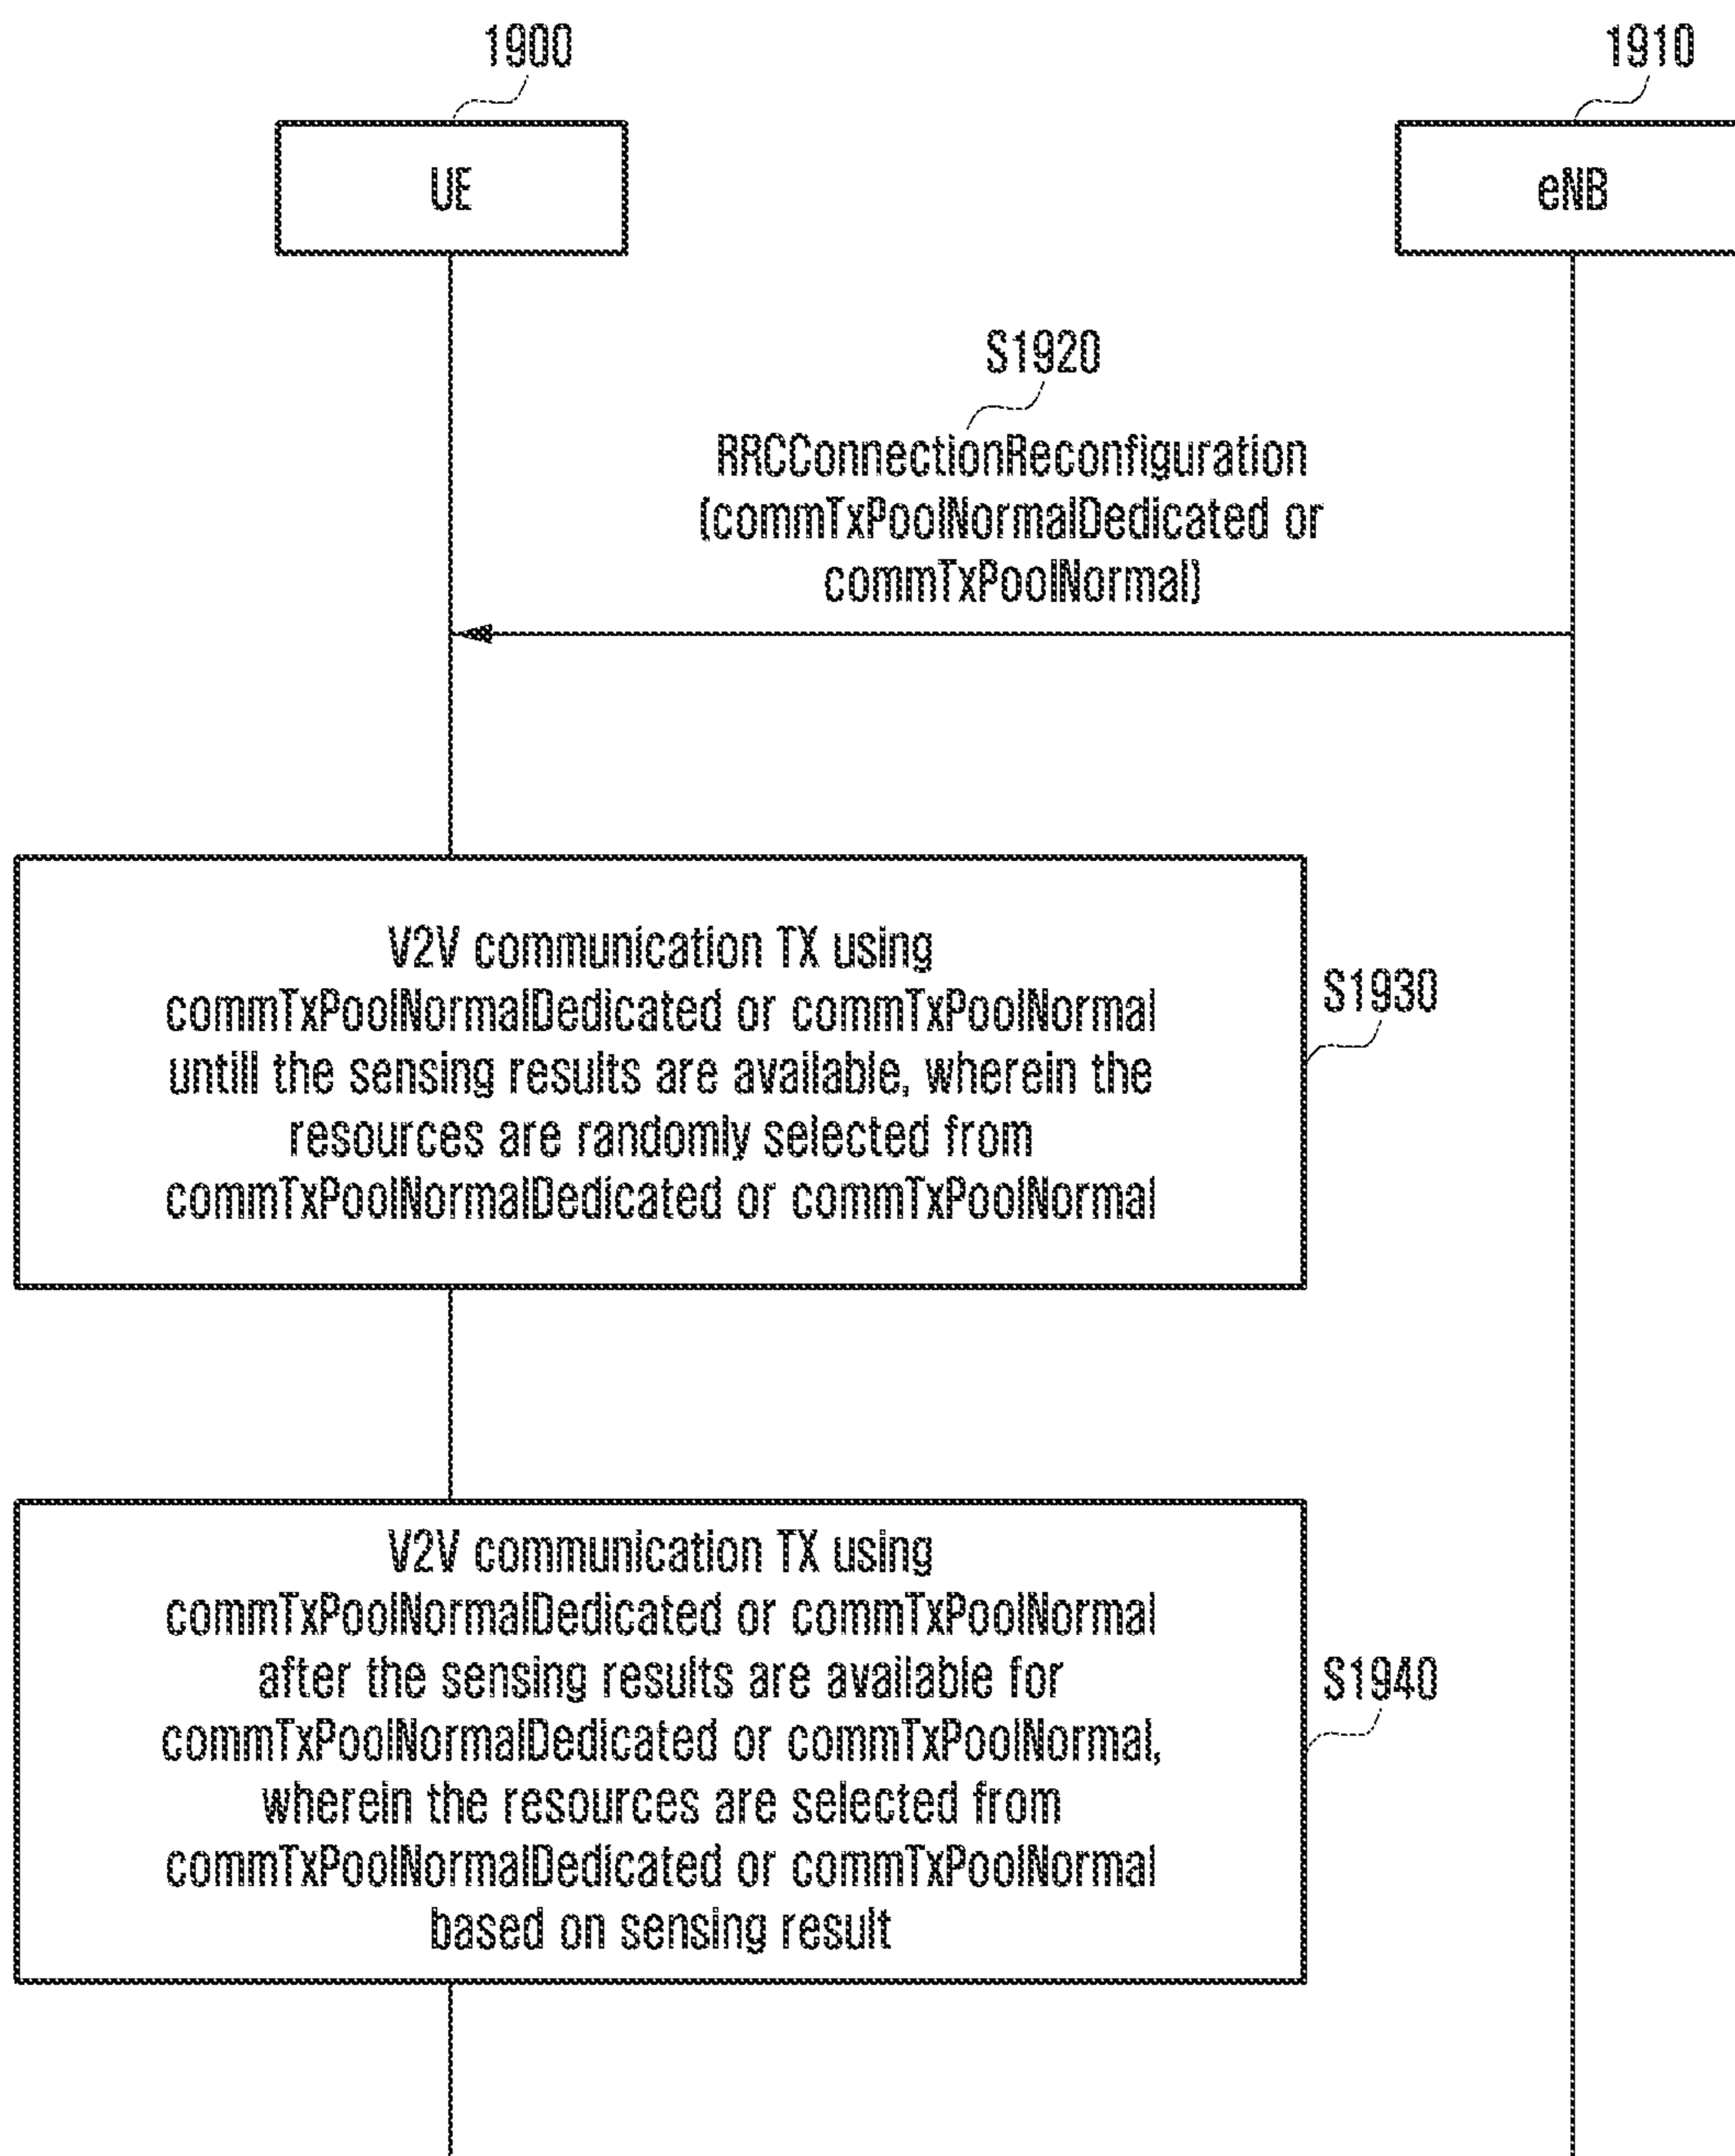 1900
1910
UE
eNB
S1920
RRCConnectionReconfiguration
(commTxPoolNormalDedicated or
commTxPoolNormal)
V2V communication TX using
commTxPoolNormalDedicated or commTxPoolNormal
untill the sensing results are available, wherein the
resources are randomly selected from
commTxPoolNormalDedicated or commTxPoolNormal
S1930
V2V communication TX using
commTxPoolNormalDedicated or commTxPoolNormal
after the sensing results are available for
commTxPoolNormalDedicated or commTxPoolNormal,
wherein the resources are selected from
commTxPoolNormalDedicated or commTxPoolNormal
based on sensing result
S1940